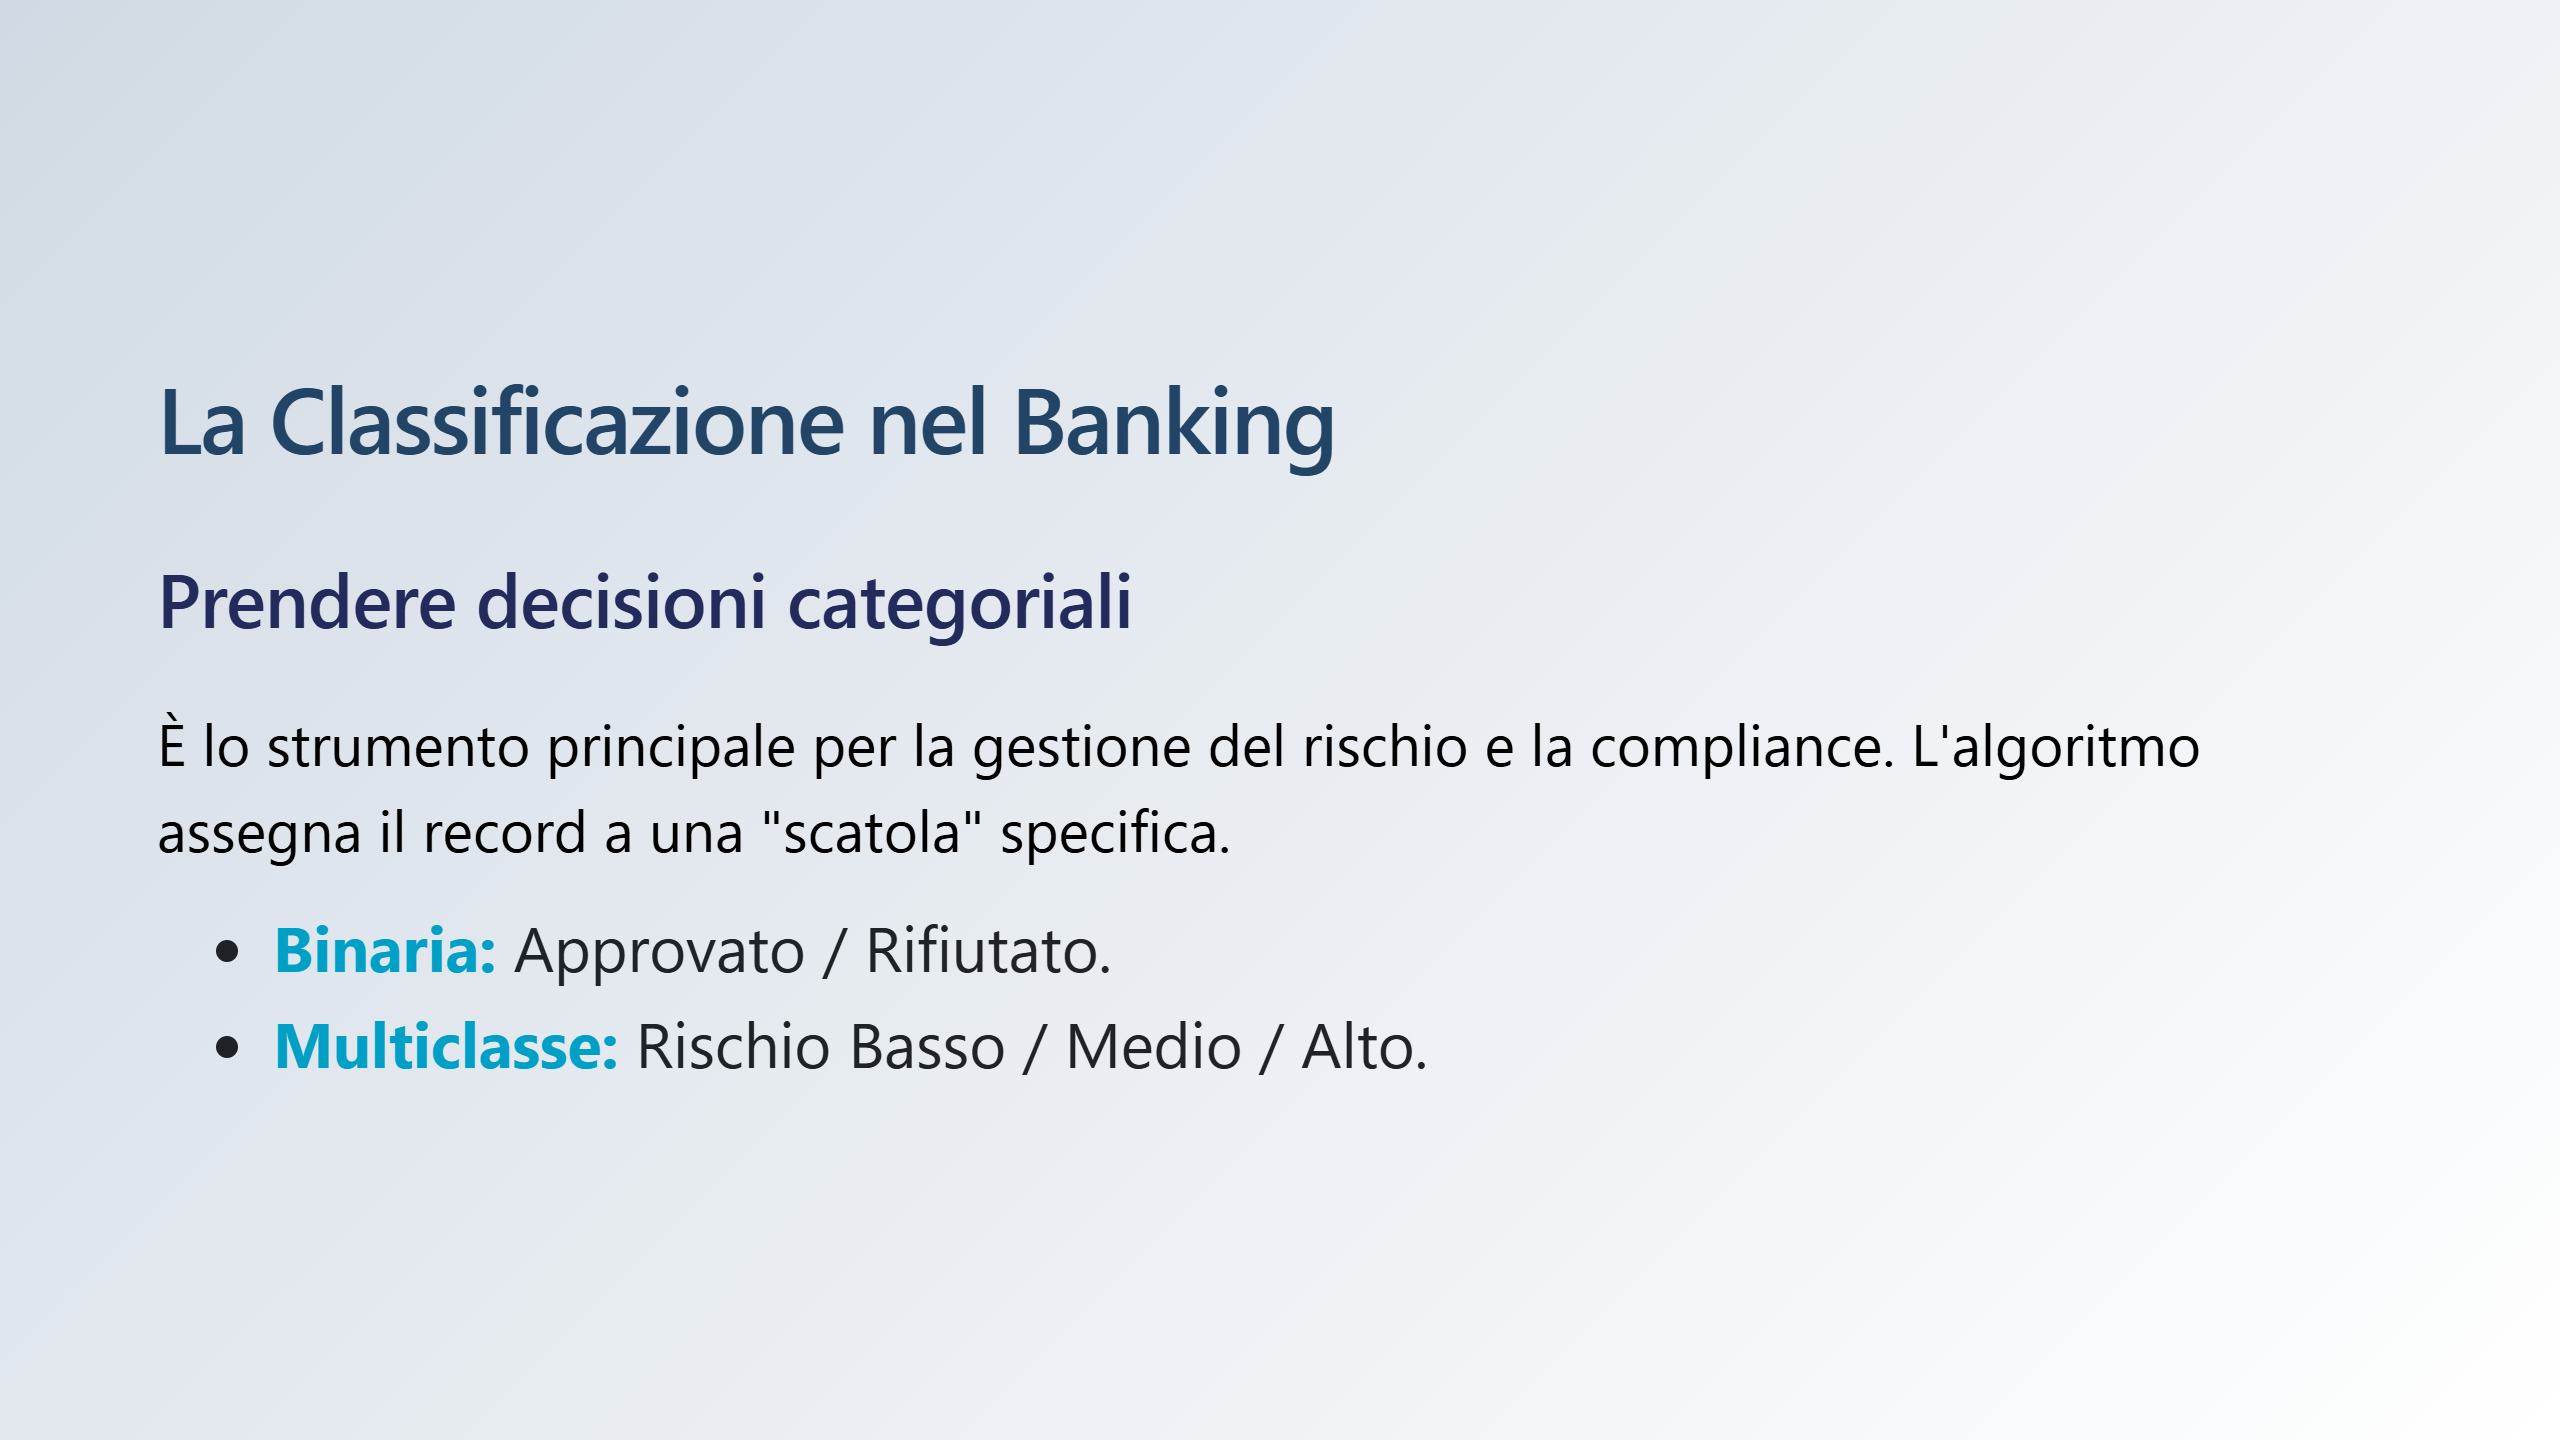 La Classificazione nel Banking
Prendere decisioni categoriali
È lo strumento principale per la gestione del rischio e la compliance. L'algoritmo
assegna il record a una "scatola" specifica.
• Binaria: Approvato / Rifiutato.
• Multiclasse: Rischio Basso / Medio / Alto.